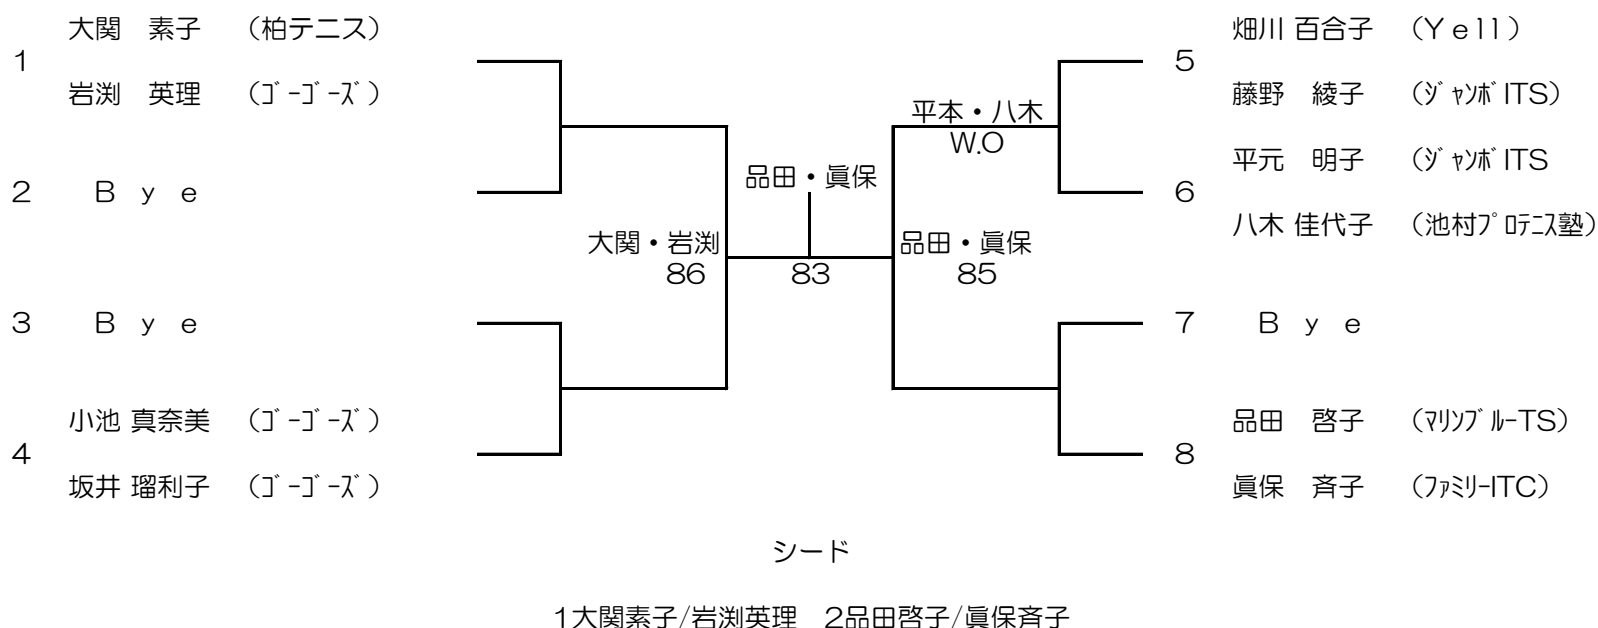 大関　素子　（柏テニス）
1
岩渕　英理　（ｺﾞｰｺﾞｰｽﾞ）
2　Ｂｙｅ
3　Ｂｙｅ
小池 真奈美　（ｺﾞｰｺﾞｰｽﾞ）
4
坂井 瑠利子　（ｺﾞｰｺﾞｰｽﾞ）
大関・岩渕
86
品田・眞保
83
平本・八木
W.O
品田・眞保
85
畑川 百合子　（Ｙｅｌｌ）
5
藤野　綾子　（ｼﾞｬﾝﾎﾞITS）
平元　明子　（ｼﾞｬﾝﾎﾞITS
6
八木 佳代子　（池村ﾌﾟﾛﾃﾆｽ塾）
7　Ｂｙｅ
品田　啓子　（ﾏﾘﾝﾌﾞﾙｰTS）
8
眞保　斉子　（ﾌｧﾐﾘｰITC）
シード
1大関素子/岩渕英理　2品田啓子/眞保斉子